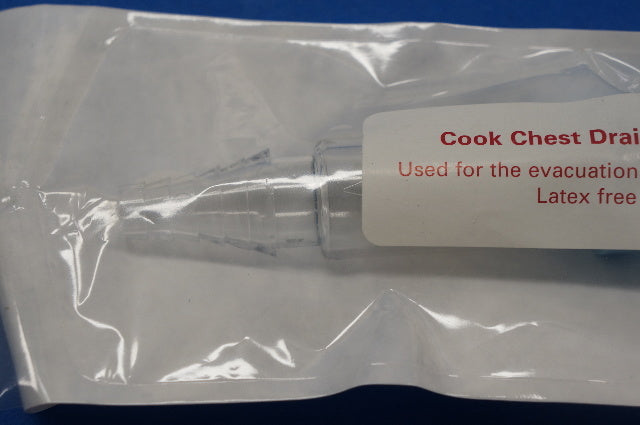 Cook Chest Drai
Used for the evacuation
Latex free